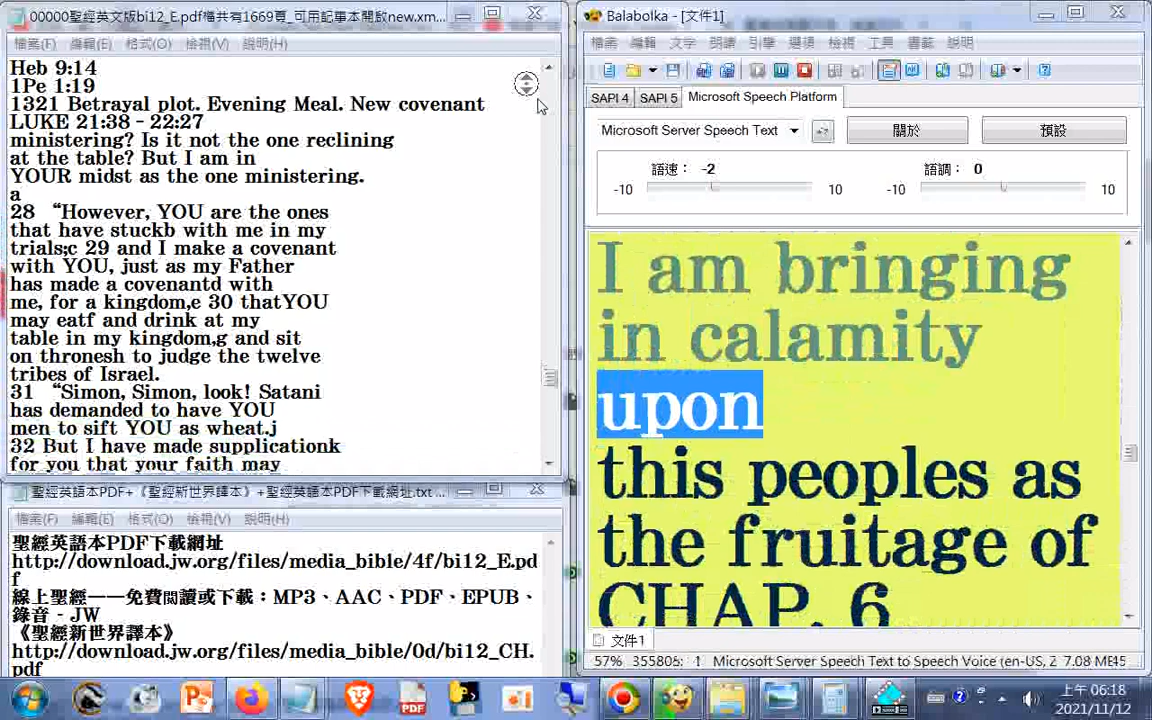 00000聖經英文版bi12_E.pdf檔共有1669頁_可用記事本開啟new.xm...
檔案(F) 編輯(E) 格式(O) 檢視(V) 說明(H)
Heb 9:14
1Pe 1:19
1321 Betrayal plot. Evening Meal. New covenant
LUKE 21:38 – 22:27
ministering? Is it not the one reclining
at the table? But I am in
YOUR midst as the one ministering.
a
28 “However, YOU are the ones
that have stuckb with me in my
trials;c 29 and I make a covenant
with YOU, just as my Father
has made a covenantd with
me, for a kingdom,e 30 thatYOU
may eatf and drink at my
table in my kingdom,g and sit
on thronesh to judge the twelve
tribes of Israel.
31 “Simon, Simon, look! Satani
has demanded to have YOU
men to sift YOU as wheat.j
32 But I have made supplicationk
for you that your faith may
聖經英語本PDF+《聖經新世界譯本》+聖經英語本PDF下載網址.txt ...
檔案(F) 編輯(E) 格式(O) 檢視(V) 說明(H)
聖經英語本PDF下載網址
http://download.jw.org/files/media_bible/4f/bi12_E.pd
f
線上聖經——免費閱讀或下載：MP3、AAC、PDF、EPUB、
錄音 - JW
《聖經新世界譯本》
http://download.jw.org/files/media_bible/0d/bi12_CH.
pdf
Balabolka - [文件1]
檔案 編輯 文字 朗讀 引擎 選項 檢視 工具 書籤 說明
SAPI 4 SAPI 5 Microsoft Speech Platform
Microsoft Server Speech Text
關於
預設
語速： -2
語調： 0
-10 10 -10 10
I am bringing
in calamity
upon
this peoples as
the fruitage of
CHAP. 6
文件1
57% 355806: 1 Microsoft Server Speech Text to Speech Voice (en-US, Z 7.08 ME45
上午 06:18
2021/11/12